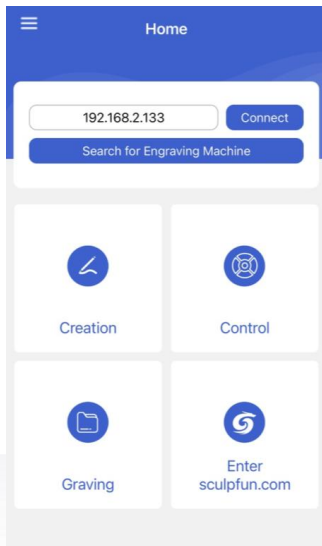 Home
192.168.2.133
Connect
Search for Engraving Machine
Creation
Control
Graving
Enter
sculpfun.com